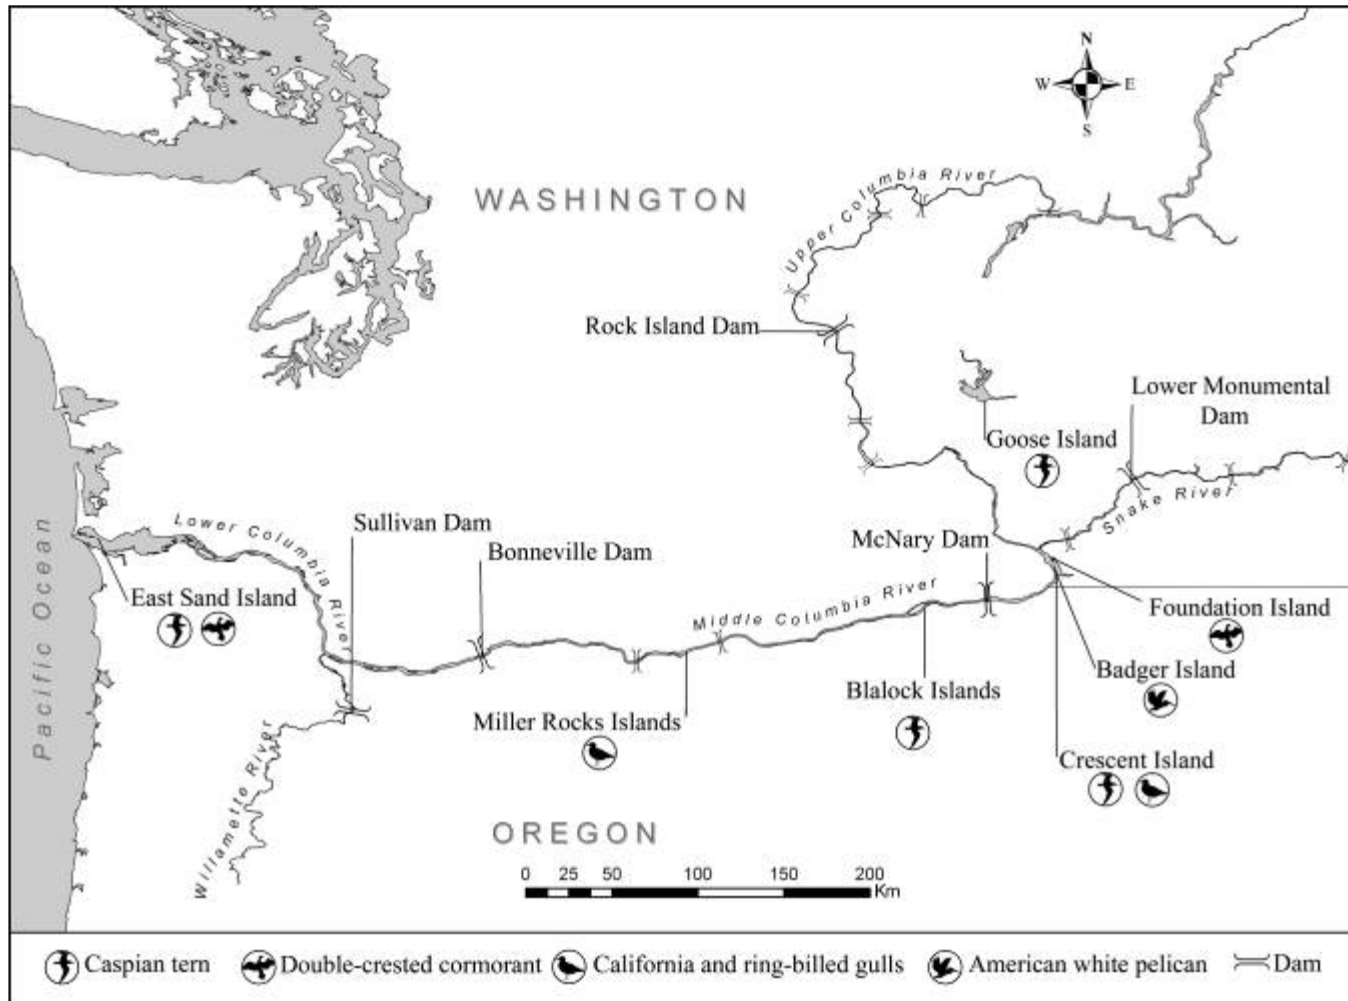 N
W E
S
WASHINGTON
Upper Columbia River
Rock Island Dam
Lower Monumental
Dam
Goose Island
Snake River
Lower Columbia River
Sullivan Dam
Bonneville Dam
McNary Dam
Pacific Ocean
East Sand Island
Middle Columbia River
Foundation Island
Badger Island
Blalock Islands
Miller Rocks Islands
Crescent Island
Willamette River
OREGON
0 25 50 100 150 200
Km
Caspian tern Double-crested cormorant California and ring-billed gulls American white pelican Dam